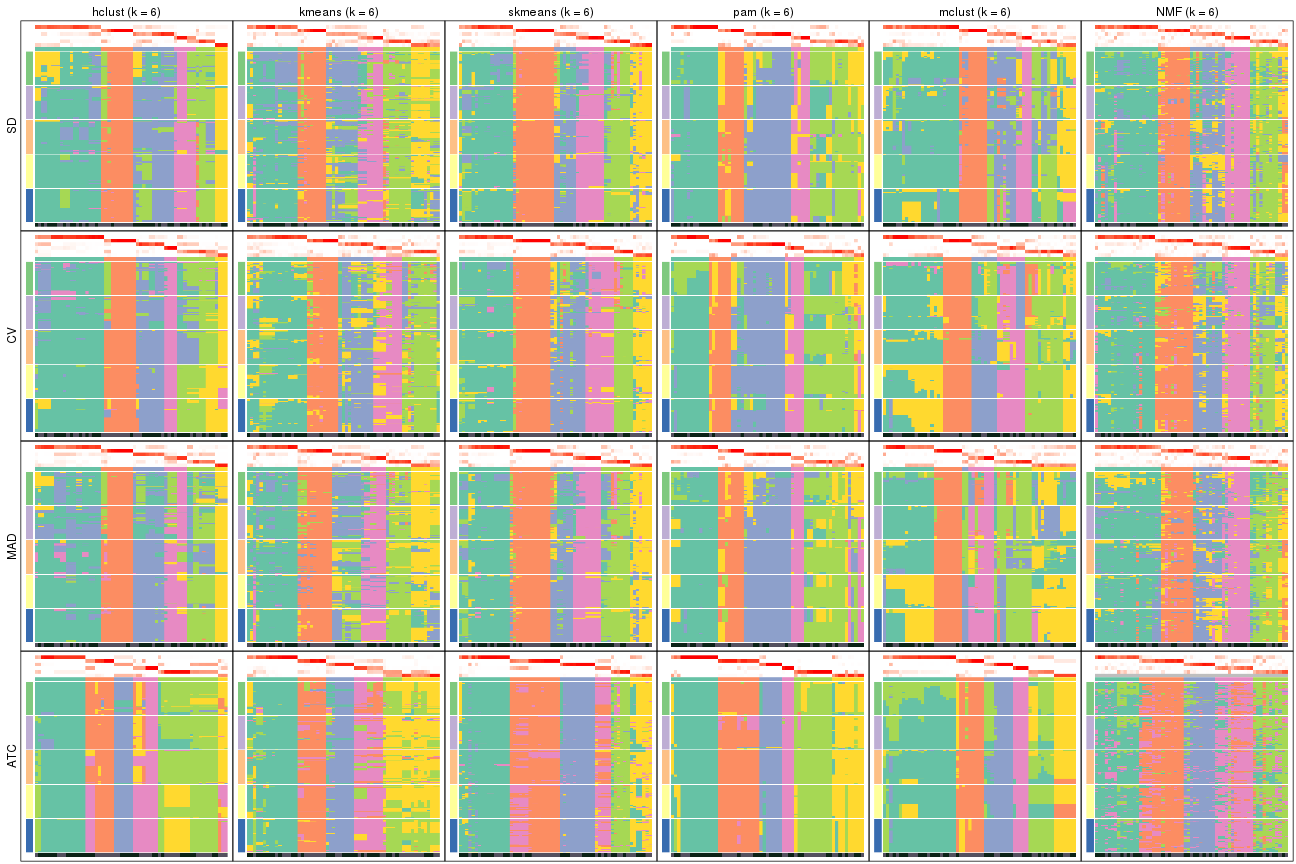 hclust (k = 6) kmeans (k = 6) skmeans (k = 6) pam (k = 6) mclust (k = 6) NMF (k = 6)
SD
CV
MAD
ATC